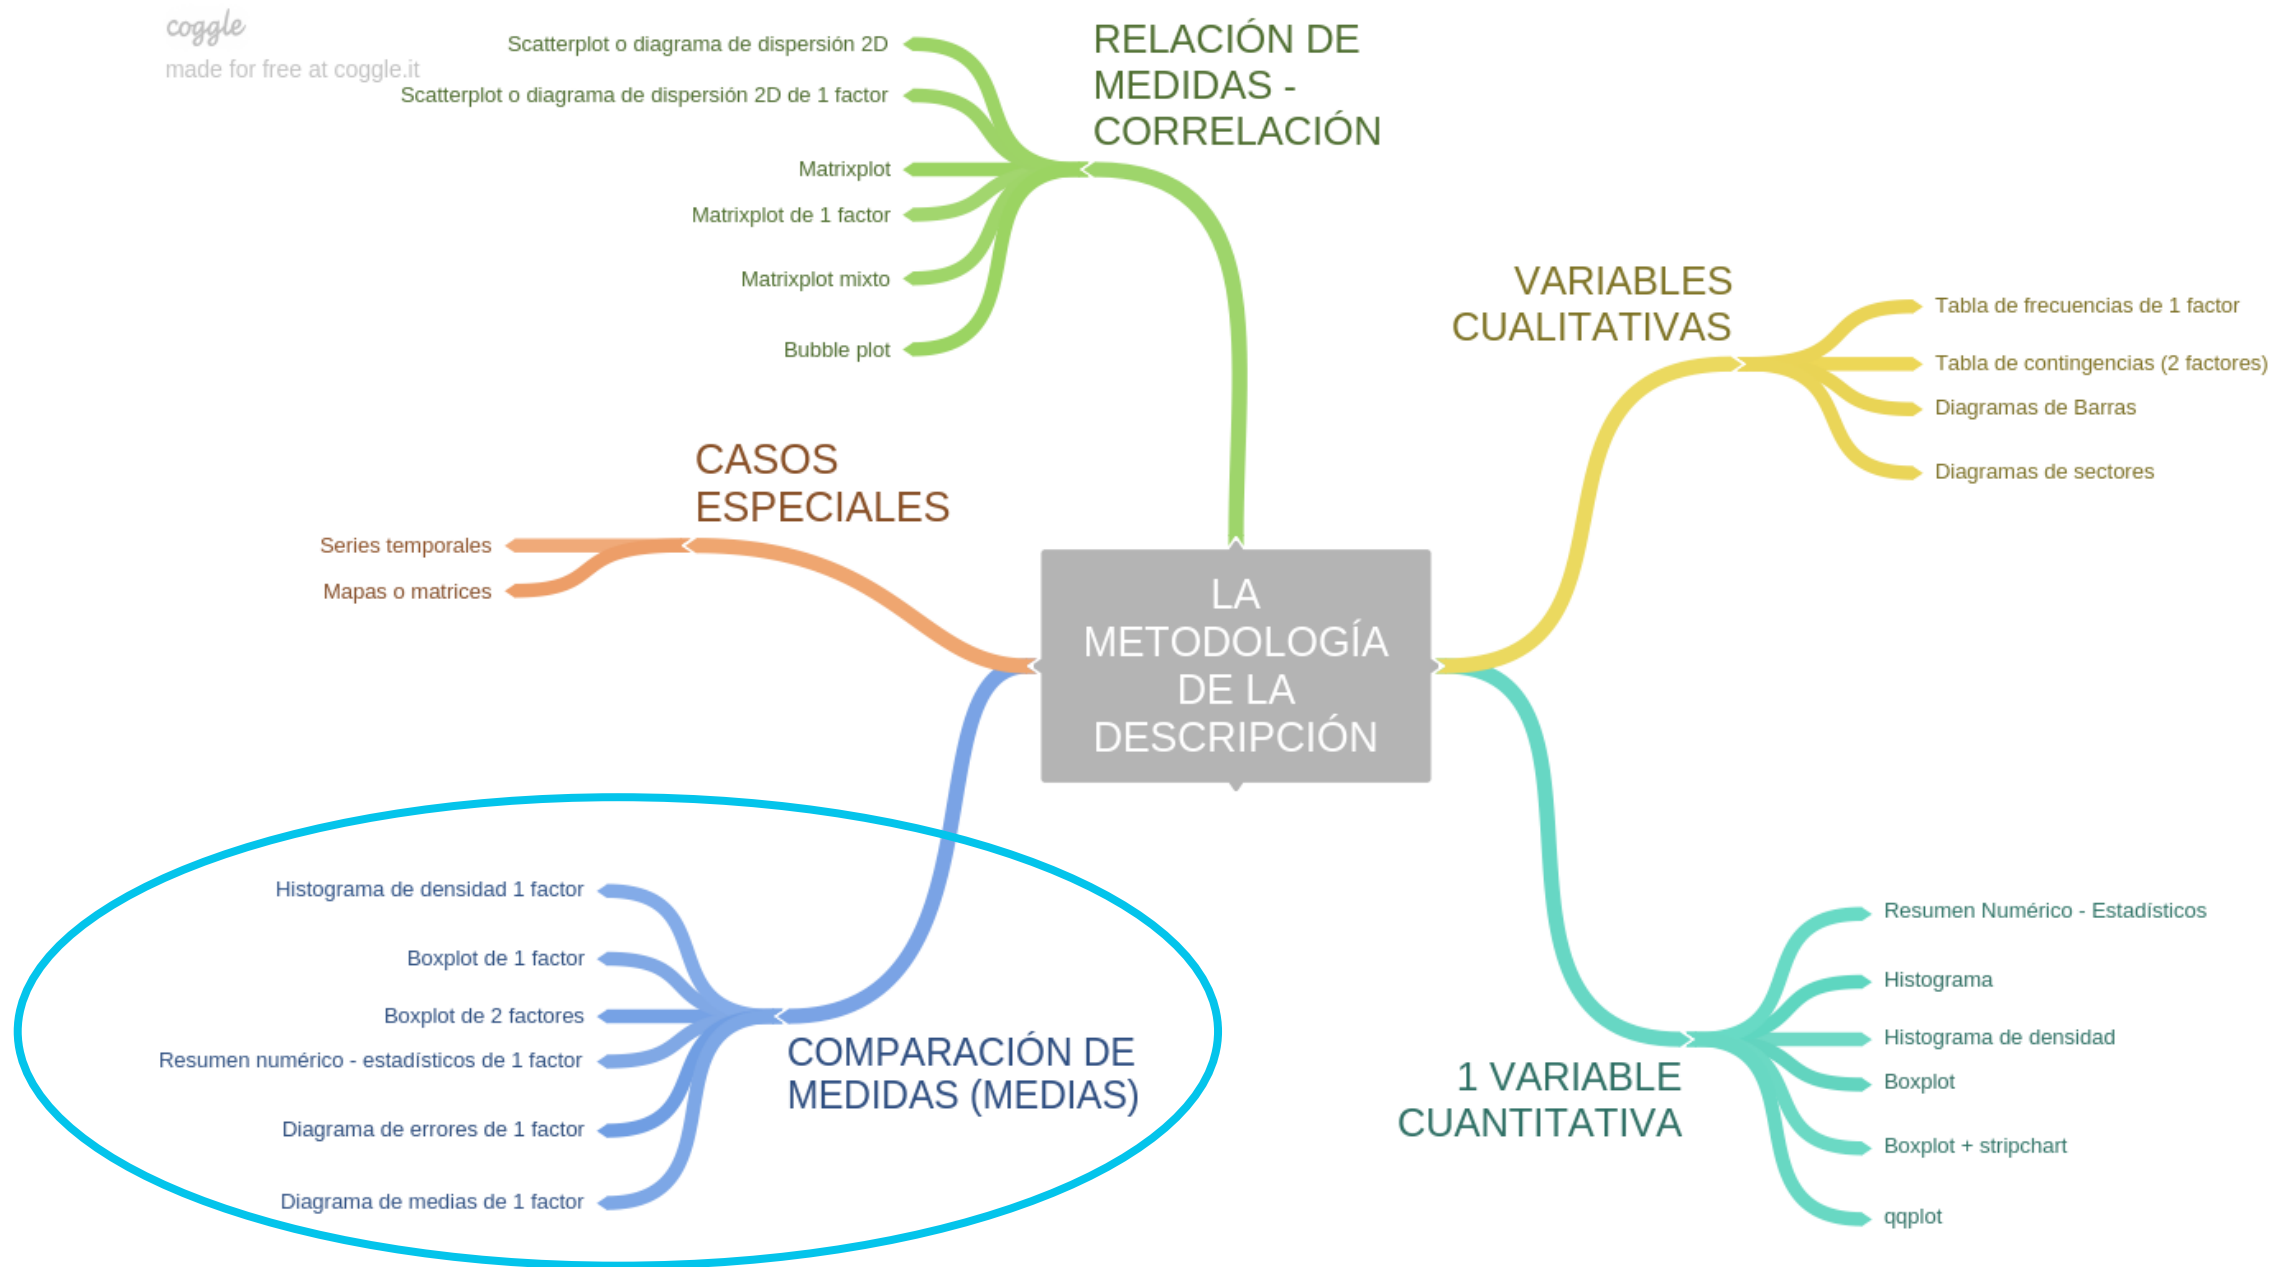 coggle
made for free at coggle.it
Scatterplot o diagrama de dispersión 2D
Scatterplot o diagrama de dispersión 2D de 1 factor
Matrixplot
Matrixplot de 1 factor
Matrixplot mixto
Bubble plot
RELACIÓN DE
MEDIDAS -
CORRELACIÓN
VARIABLES
CUALITATIVAS
Tabla de frecuencias de 1 factor
Tabla de contingencias (2 factores)
Diagramas de Barras
Diagramas de sectores
CASOS
ESPECIALES
Series temporales
Mapas o matrices
LA
METODOLOGÍA
DE LA
DESCRIPCIÓN
Histograma de densidad 1 factor
Boxplot de 1 factor
Boxplot de 2 factores
Resumen numérico - estadísticos de 1 factor
Diagrama de errores de 1 factor
Diagrama de medias de 1 factor
COMPARACIÓN DE
MEDIDAS (MEDIAS)
1 VARIABLE
CUANTITATIVA
Resumen Numérico - Estadísticos
Histograma
Histograma de densidad
Boxplot
Boxplot + stripchart
qqplot